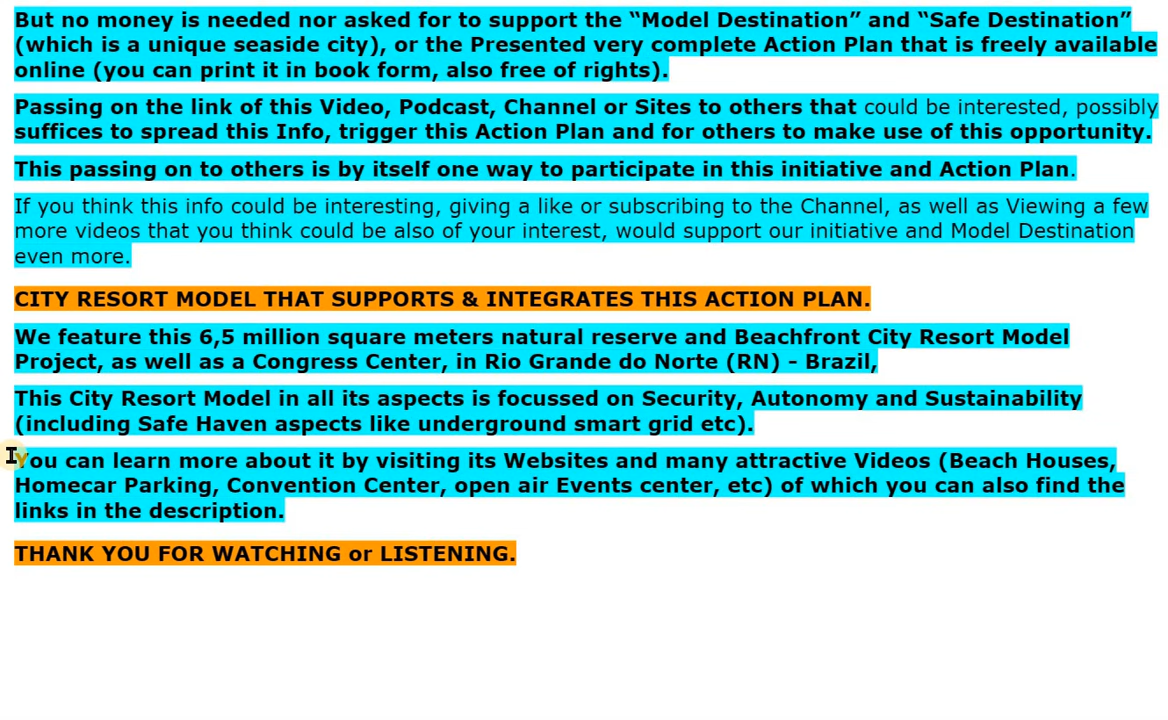 But no money is needed nor asked for to support the “Model Destination” and “Safe Destination”
(which is a unique seaside city), or the Presented very complete Action Plan that is freely available
online (you can print it in book form, also free of rights).
Passing on the link of this Video, Podcast, Channel or Sites to others that could be interested, possibly
suffices to spread this Info, trigger this Action Plan and for others to make use of this opportunity.
This passing on to others is by itself one way to participate in this initiative and Action Plan.
If you think this info could be interesting, giving a like or subscribing to the Channel, as well as Viewing a few
more videos that you think could be also of your interest, would support our initiative and Model Destination
even more.
CITY RESORT MODEL THAT SUPPORTS & INTEGRATES THIS ACTION PLAN.
We feature this 6,5 million square meters natural reserve and Beachfront City Resort Model
Project, as well as a Congress Center, in Rio Grande do Norte (RN) – Brazil,
This City Resort Model in all its aspects is focussed on Security, Autonomy and Sustainability
(including Safe Haven aspects like underground smart grid etc).
You can learn more about it by visiting its Websites and many attractive Videos (Beach Houses,
Homecar Parking, Convention Center, open air Events center, etc) of which you can also find the
links in the description.
THANK YOU FOR WATCHING or LISTENING.